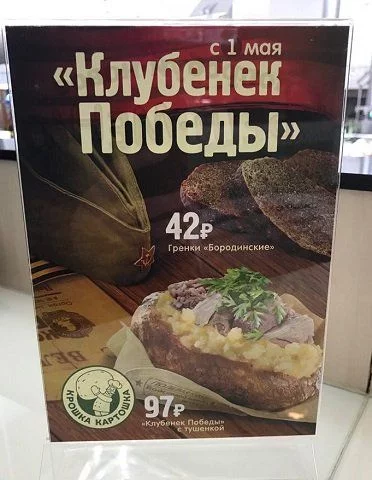 с 1 мая
«Клубенек
Победы»
42₽
Гренки «Бородинские»
КРОШКА КАРТОШКА
97₽
„Клубенек Победы"
с тушенкой